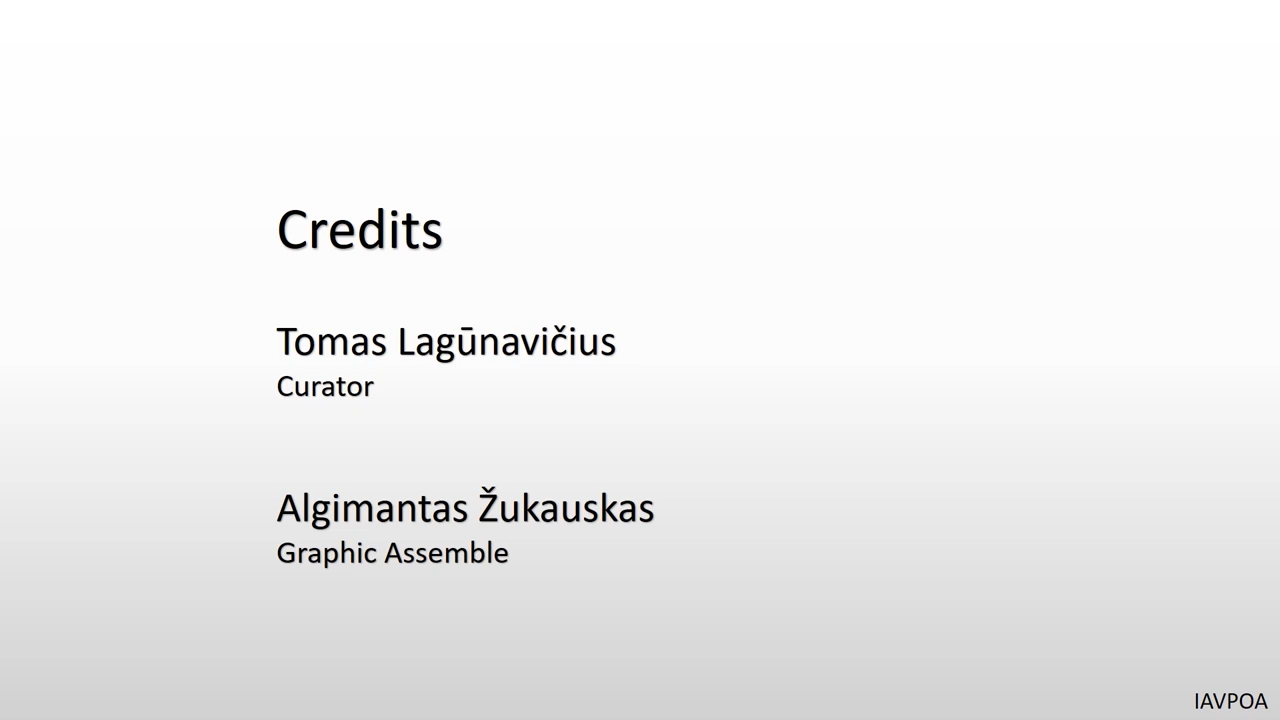 Credits
Tomas Lagūnavičius
Curator
Algimantas Žukauskas
Graphic Assemble
IAVPOA